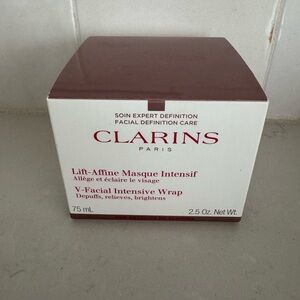 SOIN EXPERT DEFINITION
FACIAL DEFINITION CARE
CLARINS
PARIS
Lift-Affine Masque Intensif
Allège et éclaire le visage
V-Facial Intensive Wrap
Depuffs, relieves, brightens
75 mL 2.5 Oz. Net Wt.